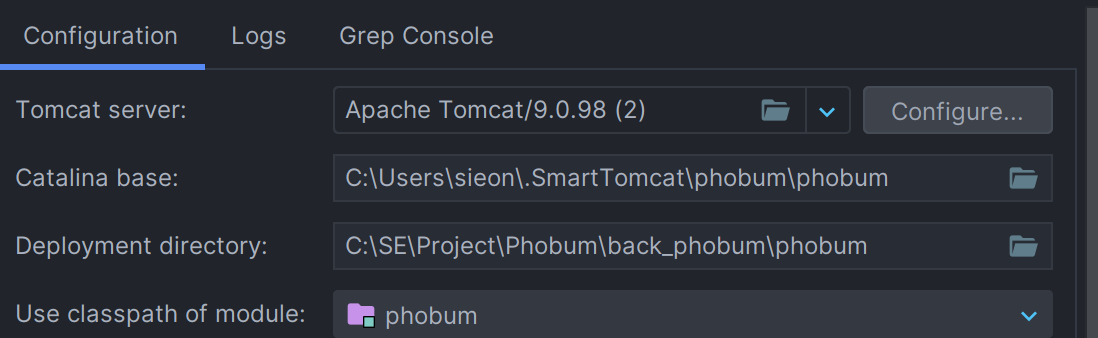 Configuration Logs Grep Console
Tomcat server: Apache Tomcat/9.0.98 (2) Configure...
Catalina base: C:\Users\sieon\.SmartTomcat\phobum\phobum
Deployment directory: C:\SE\Project\Phobum\back_phobum\phobum
Use classpath of module: phobum